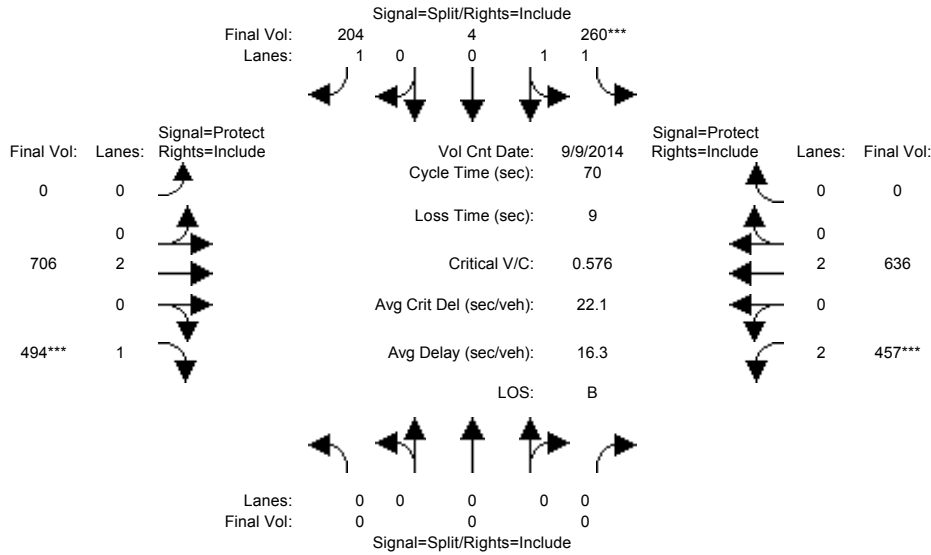 Signal=Split/Rights=Include
Final Vol: 204 4 260***
Lanes: 1 0 0 1 1
Signal=Protect Signal=Protect
Final Vol: Lanes: Rights=Include Vol Cnt Date: 9/9/2014 Rights=Include Lanes: Final Vol:
Cycle Time (sec): 70
0 0 0 0
Loss Time (sec): 9
0 0
706 2 Critical V/C: 0.576 2 636
0 Avg Crit Del (sec/veh): 22.1 0
494*** 1 Avg Delay (sec/veh): 16.3 2 457***
LOS: B
Lanes: 0 0 0 0 0
Final Vol: 0 0 0
Signal=Split/Rights=Include